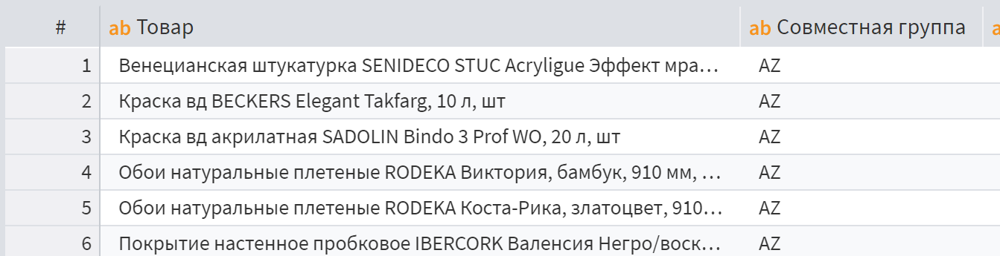 # ab Товар ab Совместная группа
1 Венецианская штукатурка SENIDECO STUC Acryligue Эффект мра… AZ
2 Краска вд BECKERS Elegant Takfarg, 10 л, шт AZ
3 Краска вд акрилатная SADOLIN Bindo 3 Prof WO, 20 л, шт AZ
4 Обои натуральные плетеные RODEKA Виктория, бамбук, 910 мм, … AZ
5 Обои натуральные плетеные RODEKA Коста-Рика, златоцвет, 910… AZ
6 Покрытие настенное пробковое IBERCORK Валенсия Негро/воск… AZ